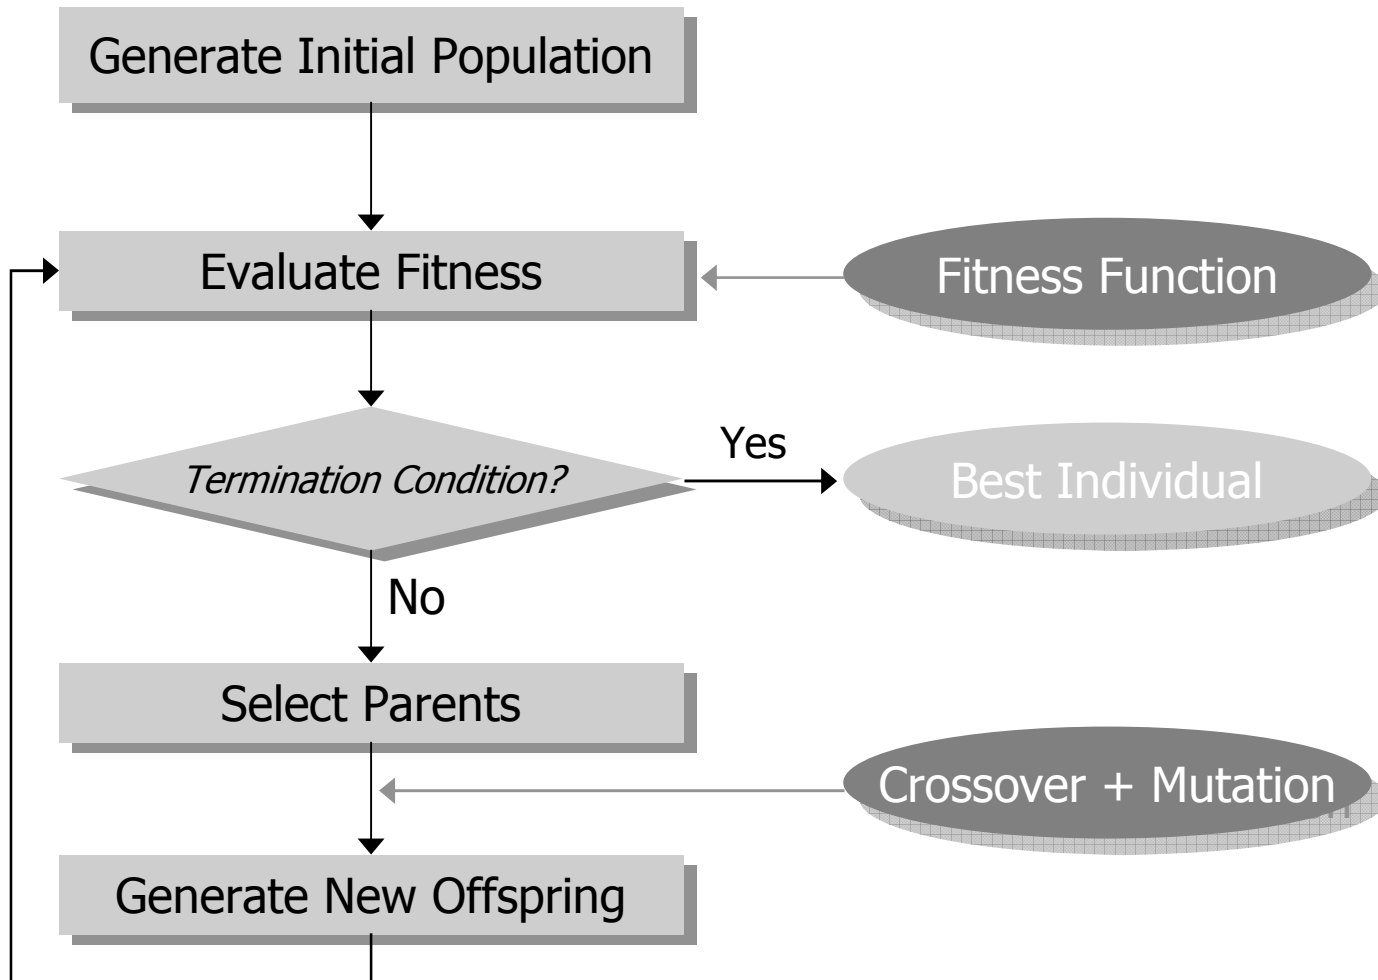 Generate Initial Population
Evaluate Fitness
Fitness Function
Termination Condition?
Yes
Best Individual
No
Select Parents
Crossover + Mutation
Generate New Offspring